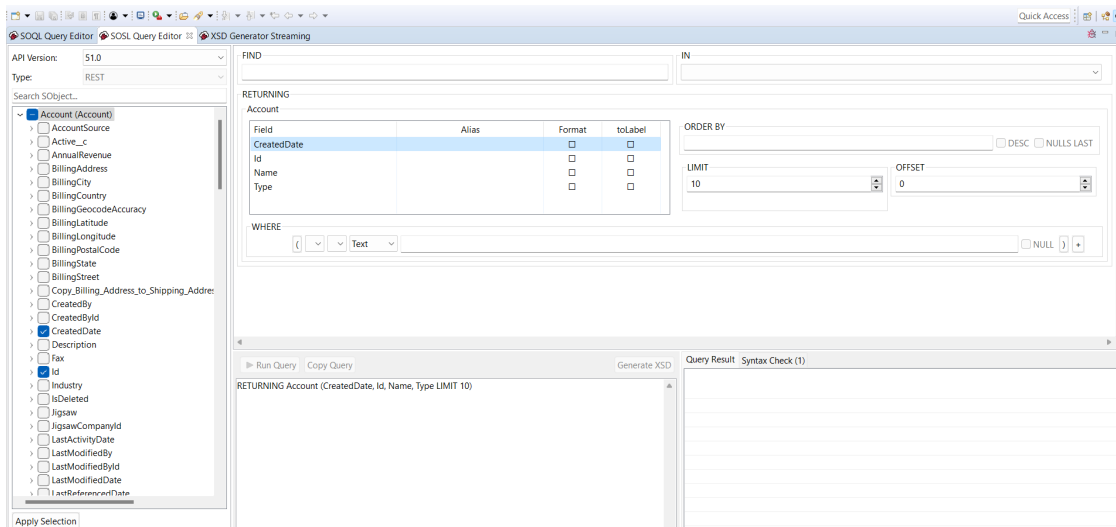 Quick Access
SOQL Query Editor SOSL Query Editor XSD Generator Streaming
API Version: 51.0
Type: REST
Search SObject...
Account (Account)
AccountSource
Active__c
AnnualRevenue
BillingAddress
BillingCity
BillingCountry
BillingGeocodeAccuracy
BillingLatitude
BillingLongitude
BillingPostalCode
BillingState
BillingStreet
Copy_Billing_Address_to_Shipping_Addres
CreatedBy
CreatedById
CreatedDate
Description
Fax
Id
Industry
IsDeleted
Jigsaw
JigsawCompanyId
LastActivityDate
LastModifiedBy
LastModifiedById
LastModifiedDate
LastReferencedDate
Apply Selection
FIND
IN
RETURNING
Account
Field Alias Format toLabel
CreatedDate
Id
Name
Type
ORDER BY
DESC NULLS LAST
LIMIT OFFSET
10 0
WHERE
( Text NULL ) +
Run Query Copy Query Generate XSD
RETURNING Account (CreatedDate, Id, Name, Type LIMIT 10)
Query Result Syntax Check (1)